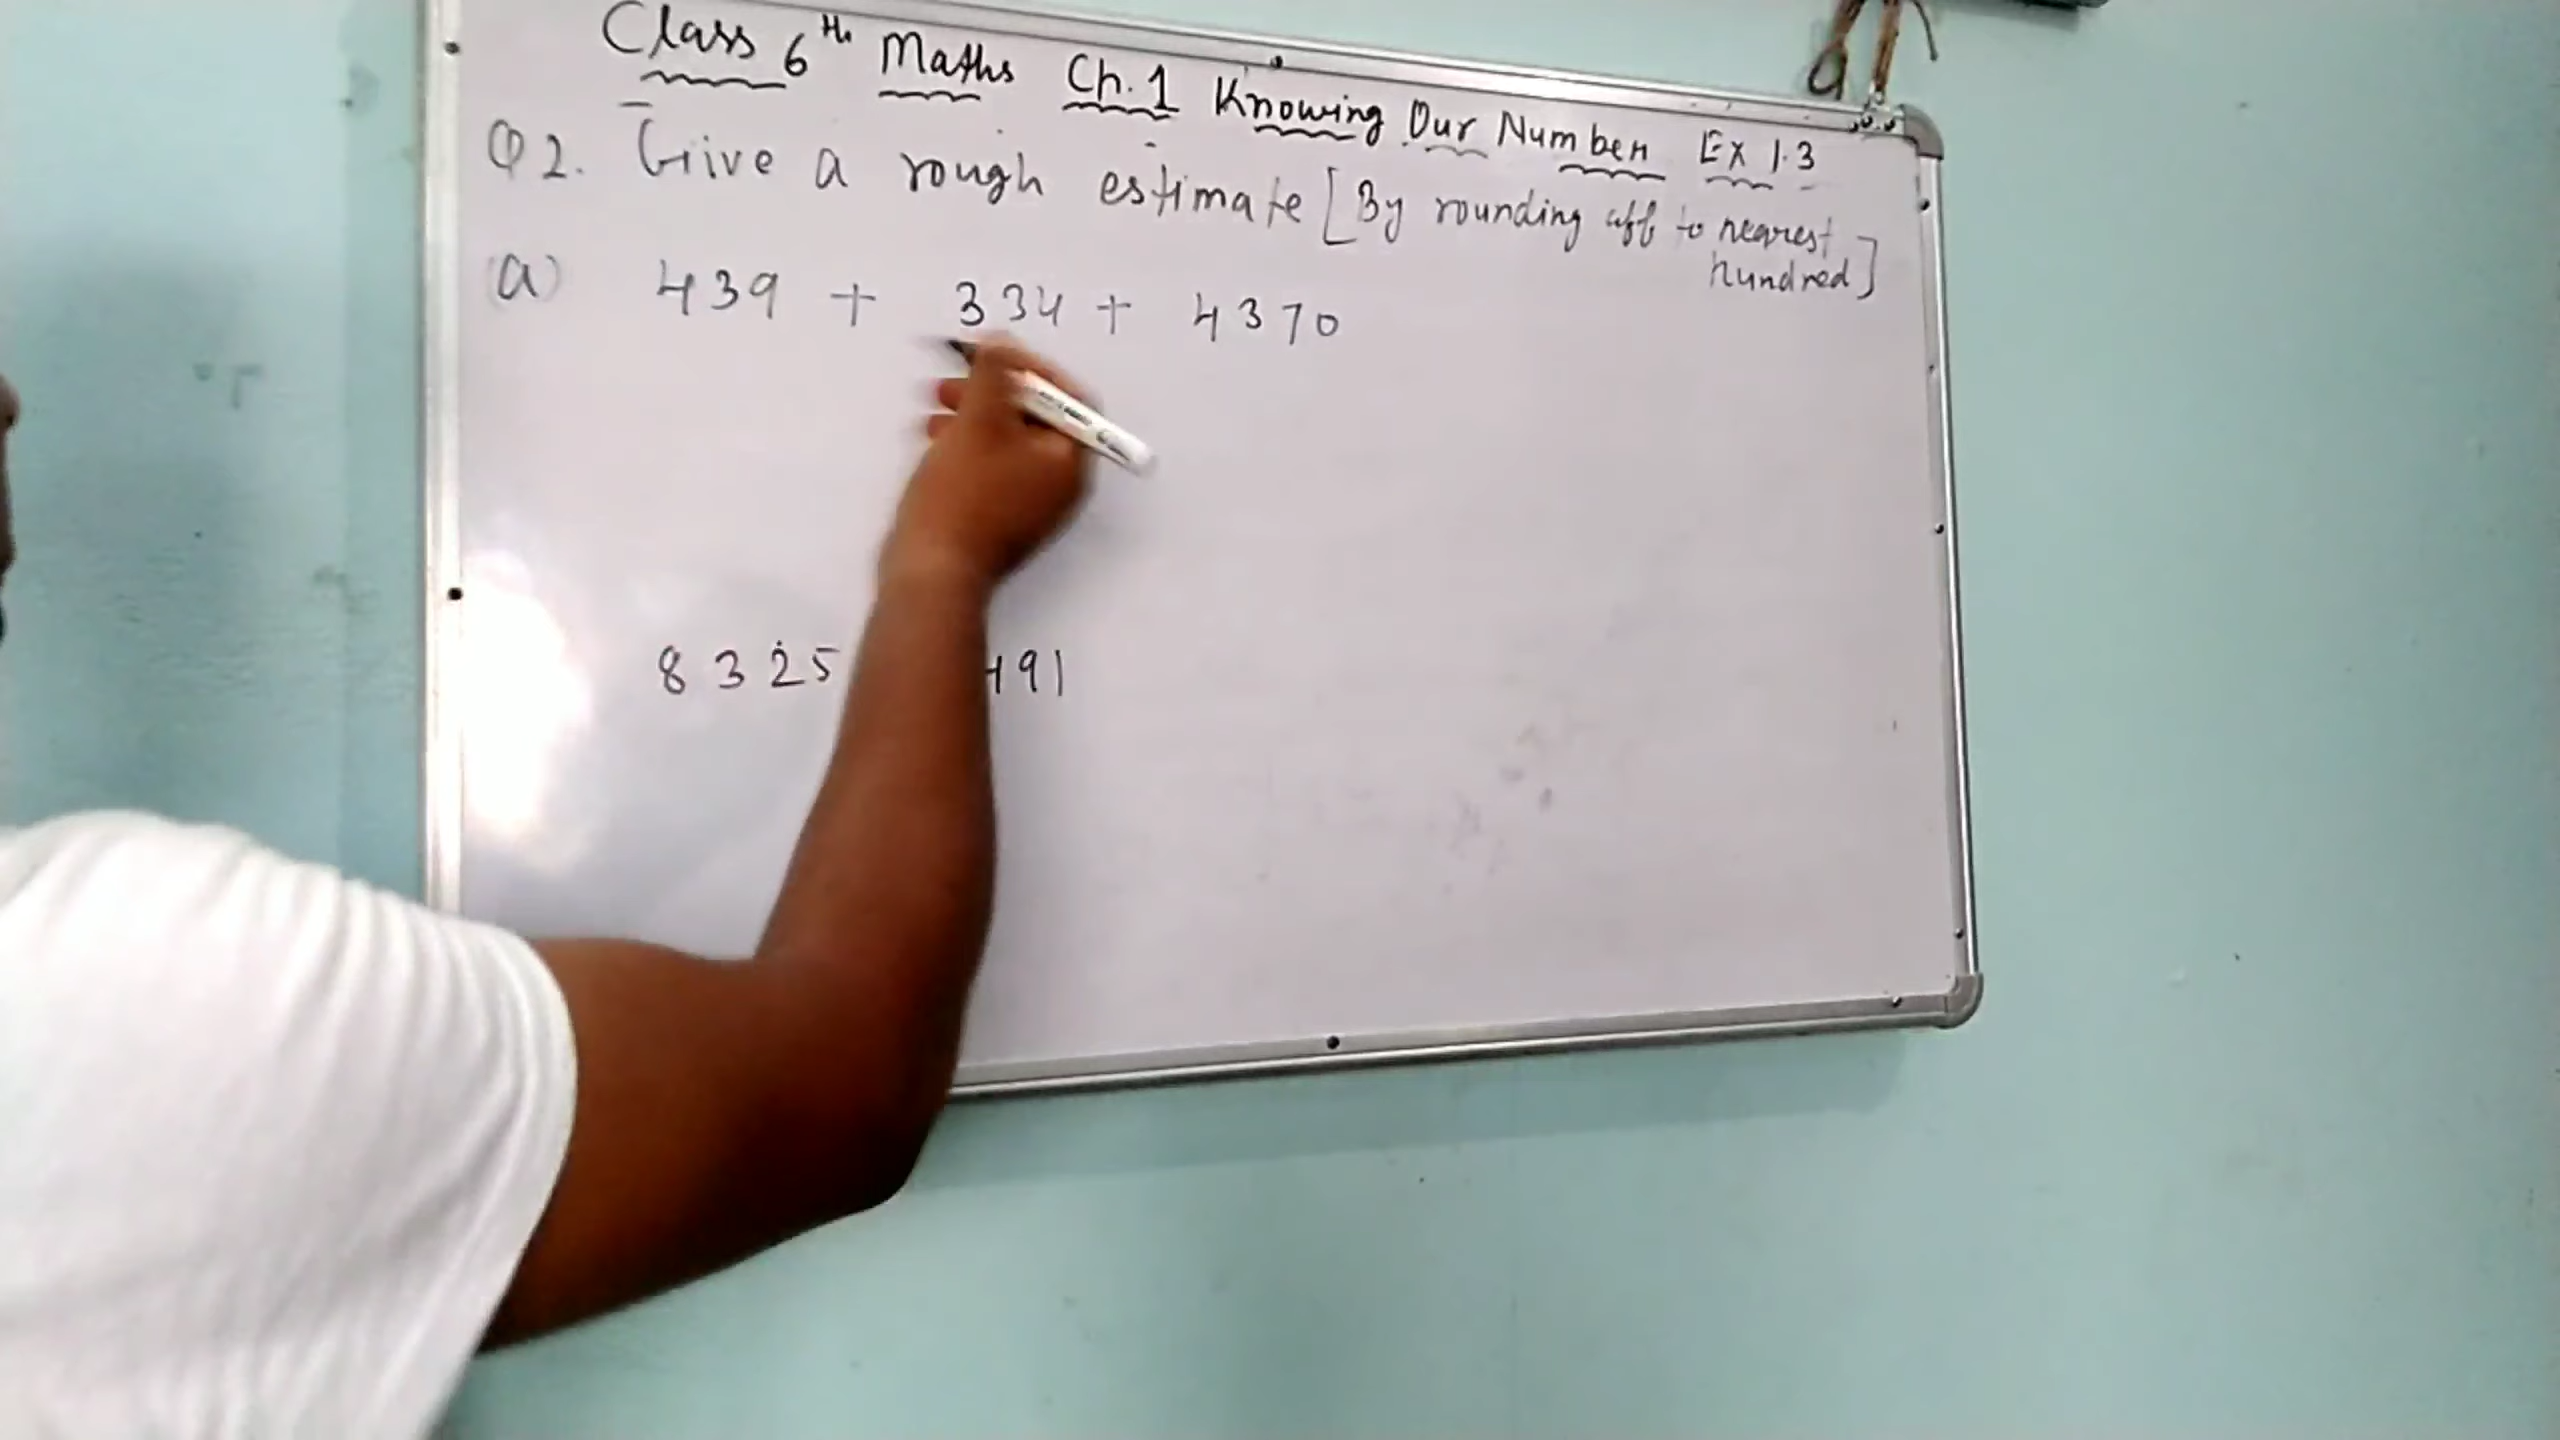 Class 6th Maths Ch.1 Knowing Our Number Ex 1.3
Q2. Give a rough estimate [By rounding off to nearest
hundred]
(a) 439 + 334 + 4370
8325 491